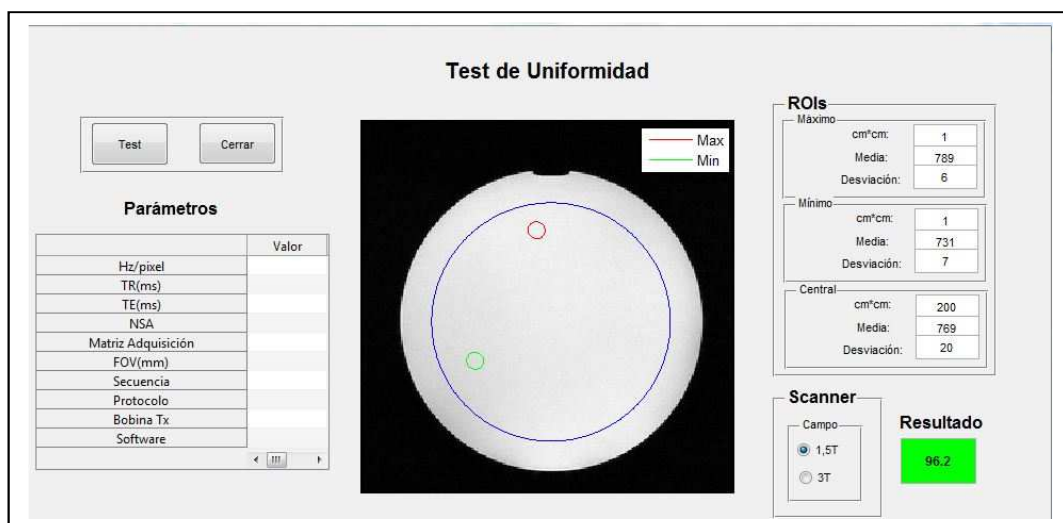 Test de Uniformidad
Test
Cerrar
Max
Min
Parámetros
Valor
Hz/pixel
TR(ms)
TE(ms)
NSA
Matriz Adquisición
FOV(mm)
Secuencia
Protocolo
Bobina Tx
Software
ROIs
Máximo
cm*cm: 1
Media: 789
Desviación: 6
Mínimo
cm*cm: 1
Media: 731
Desviación: 7
Central
cm*cm: 200
Media: 769
Desviación: 20
Scanner
Campo
1,5T
3T
Resultado
96.2